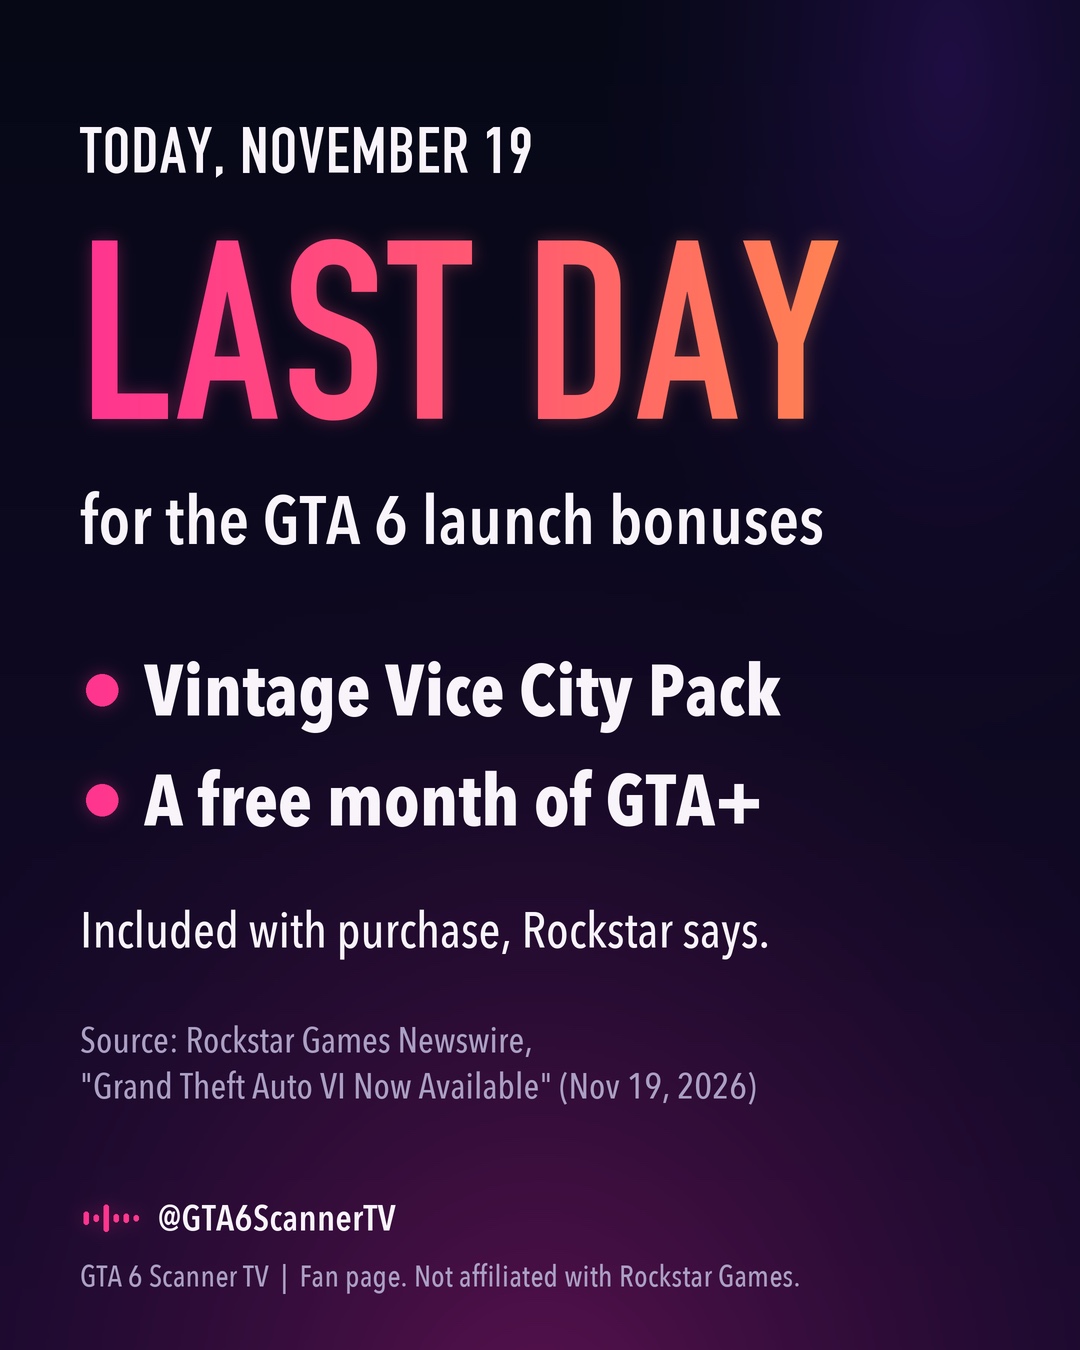 TODAY, NOVEMBER 19
LAST DAY
for the GTA 6 launch bonuses
Vintage Vice City Pack
A free month of GTA+
Included with purchase, Rockstar says.
Source: Rockstar Games Newswire,
"Grand Theft Auto VI Now Available" (Nov 19, 2026)
@GTA6ScannerTV
GTA 6 Scanner TV | Fan page. Not affiliated with Rockstar Games.